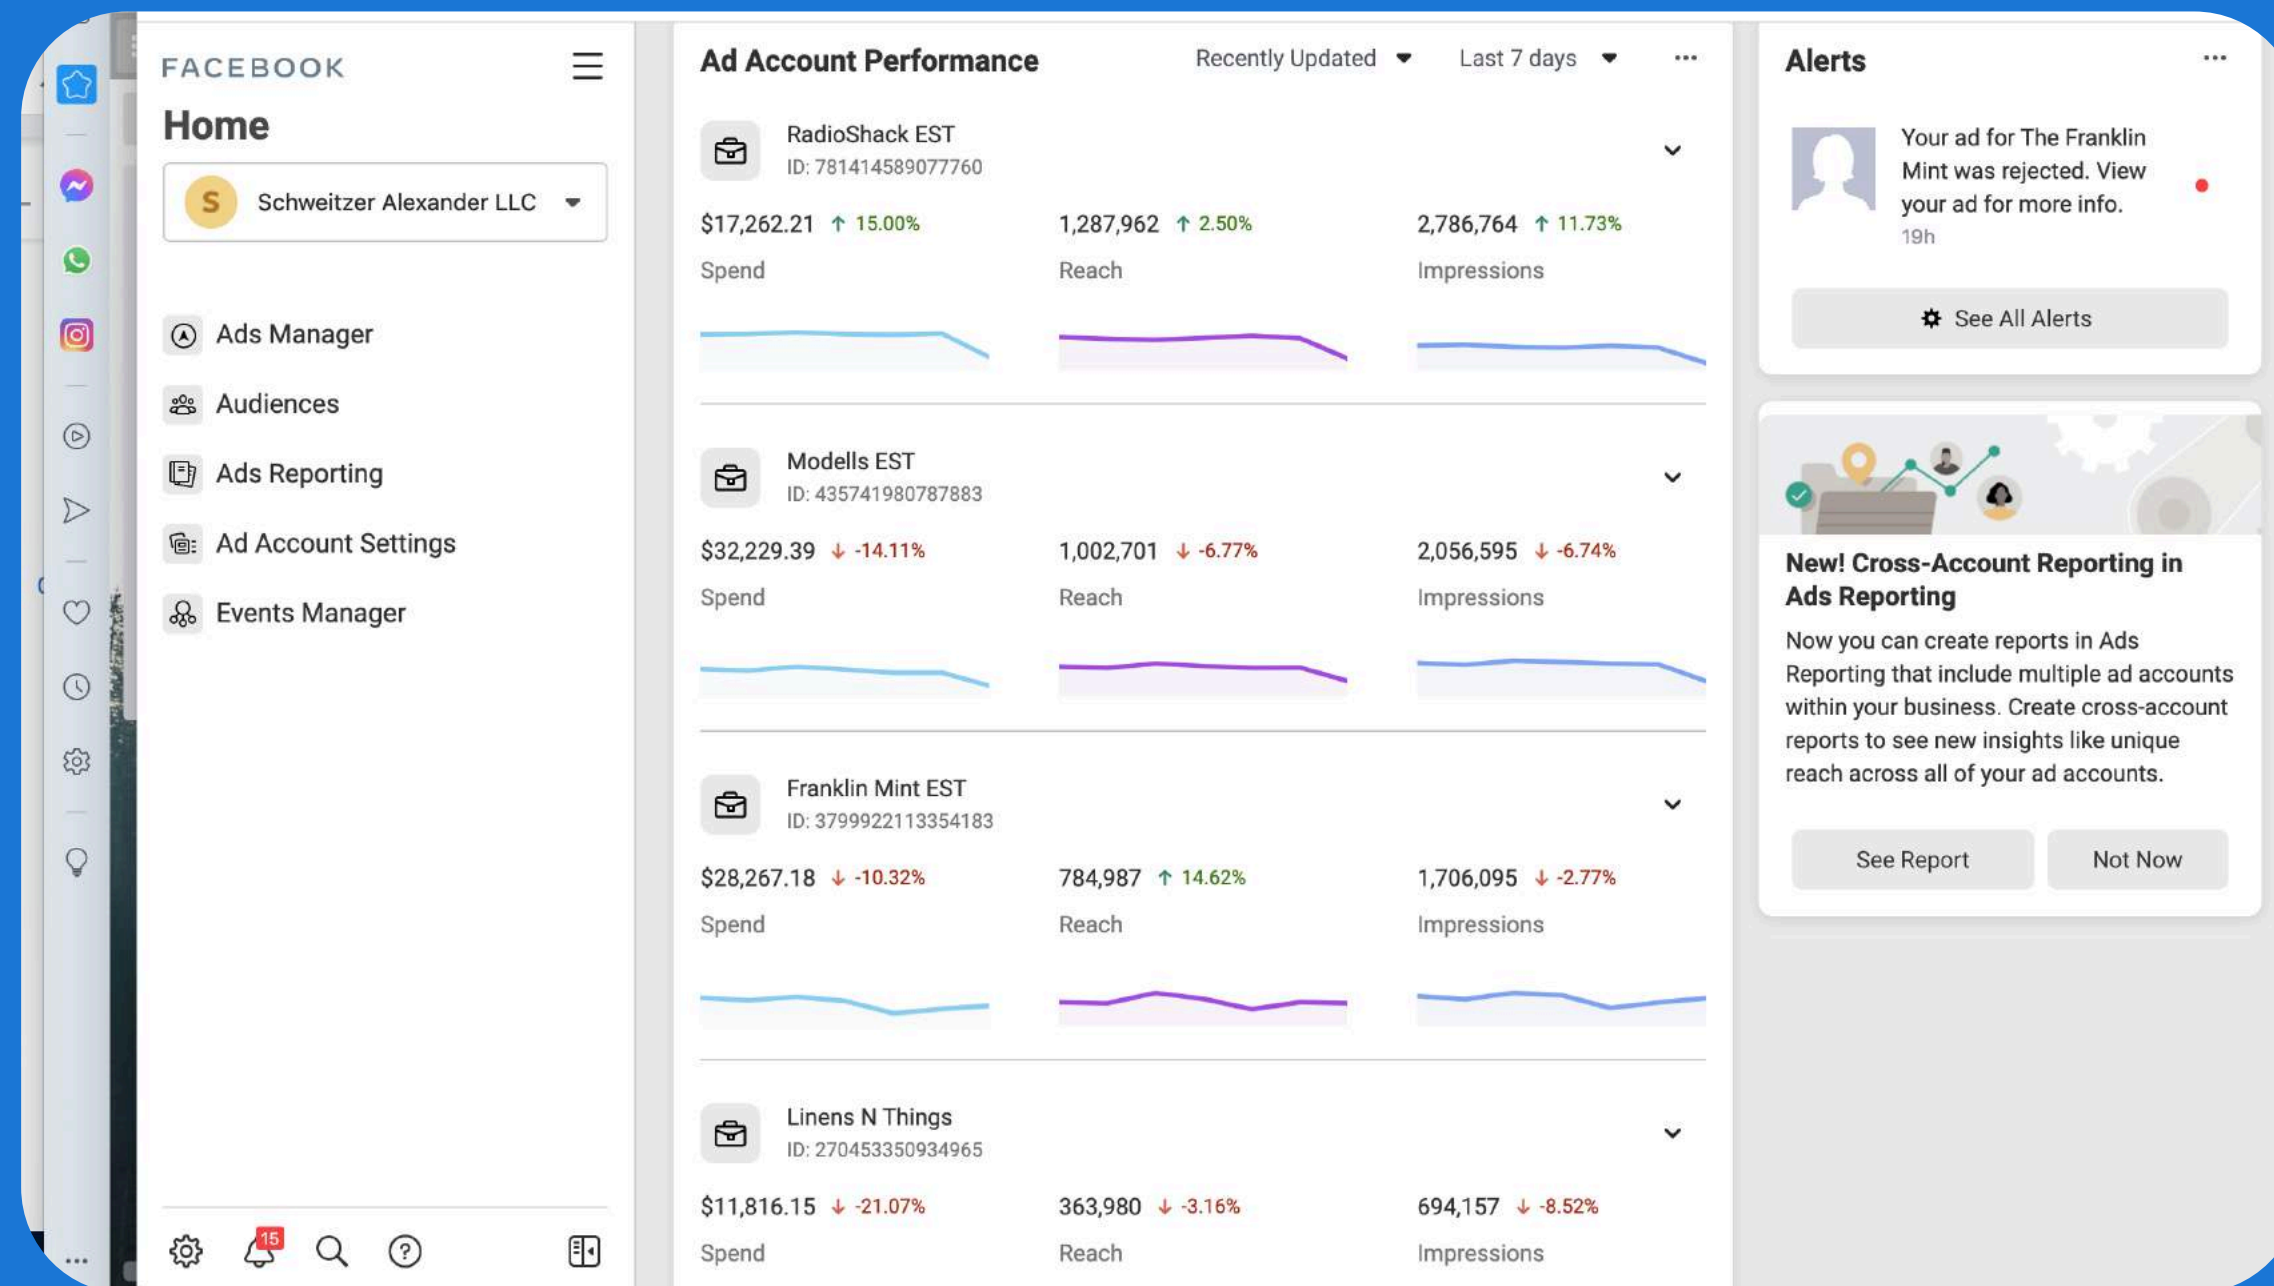 FACEBOOK
Home
S
Schweitzer Alexander LLC
Ads Manager
Audiences
Ads Reporting
Ad Account Settings
Events Manager
15
Ad Account Performance
Recently Updated
Last 7 days
RadioShack EST
ID: 781414589077760
$17,262.21 ↑ 15.00%
Spend
1,287,962 ↑ 2.50%
Reach
2,786,764 ↑ 11.73%
Impressions
Modells EST
ID: 435741980787883
$32,229.39 ↓ -14.11%
Spend
1,002,701 ↓ -6.77%
Reach
2,056,595 ↓ -6.74%
Impressions
Franklin Mint EST
ID: 3799922113354183
$28,267.18 ↓ -10.32%
Spend
784,987 ↑ 14.62%
Reach
1,706,095 ↓ -2.77%
Impressions
Linens N Things
ID: 270453350934965
$11,816.15 ↓ -21.07%
Spend
363,980 ↓ -3.16%
Reach
694,157 ↓ -8.52%
Impressions
Alerts
Your ad for The Franklin
Mint was rejected. View
your ad for more info.
19h
See All Alerts
New! Cross-Account Reporting in
Ads Reporting
Now you can create reports in Ads
Reporting that include multiple ad accounts
within your business. Create cross-account
reports to see new insights like unique
reach across all of your ad accounts.
See Report
Not Now